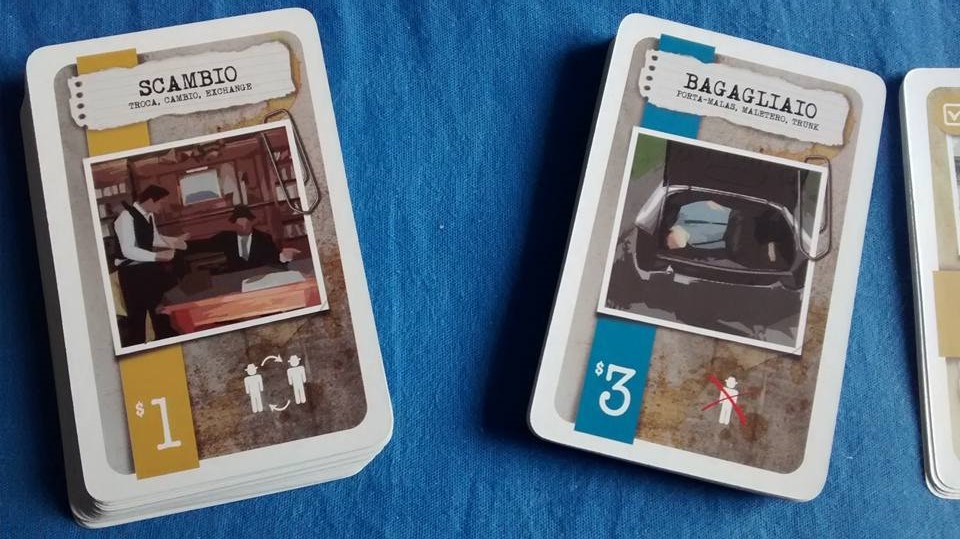 SCAMBIO
TROCA, CAMBIO, EXCHANGE
$1
BAGAGLIAIO
PORTA-MALAS, MALETERO, TRUNK
$3